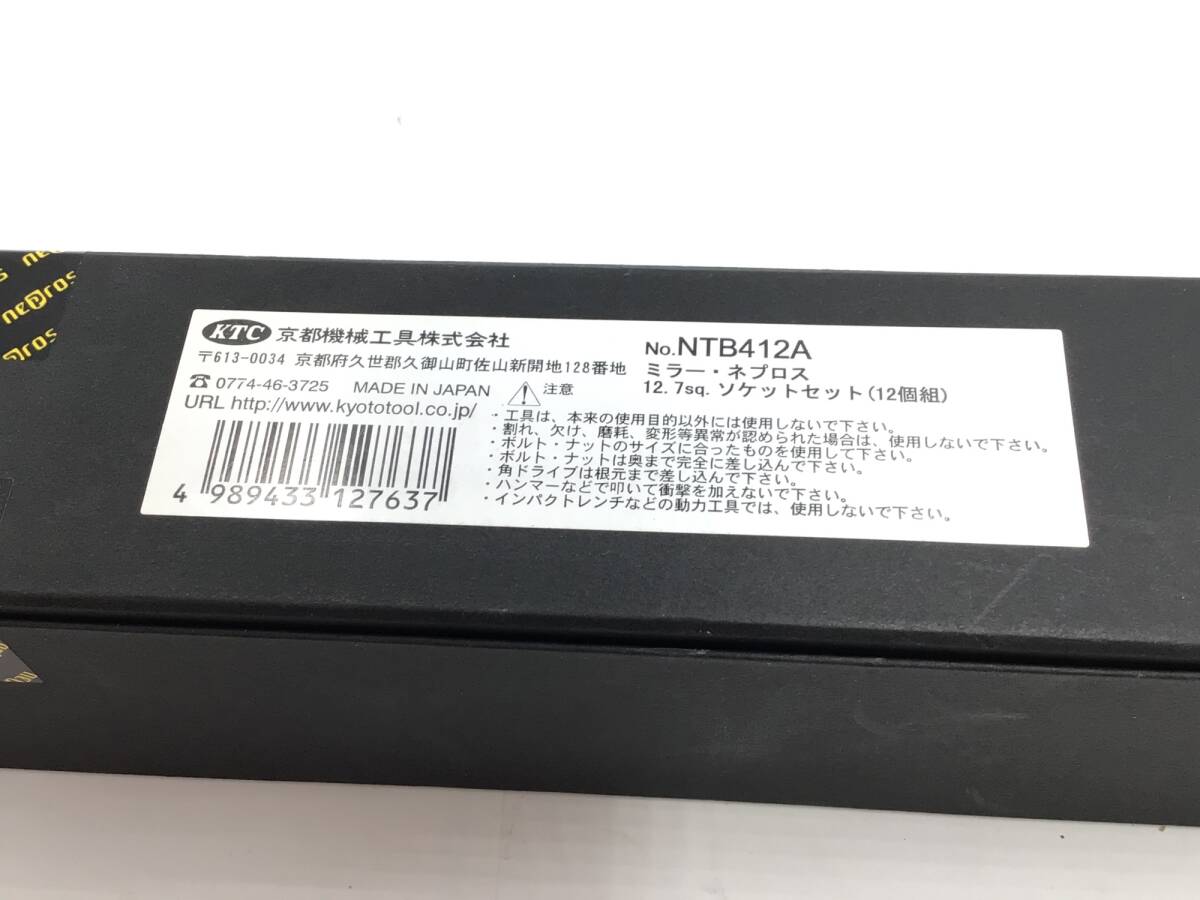 nepros
nepros
nepros
KTC 京都機械工具株式会社
〒613-0034 京都府久世郡久御山町佐山新開地128番地
☎ 0774-46-3725 MADE IN JAPAN
URL http://www.kyototool.co.jp/
4 989433 127637
No.NTB412A
ミラー・ネプロス
12.7sq. ソケットセット(12個組)
注意
・工具は、本来の使用目的以外には使用しないで下さい。
・割れ、欠け、磨耗、変形等異常が認められた場合は、使用しないで下さい。
・ボルト・ナットのサイズに合ったものを使用して下さい。
・ボルト・ナットは奥まで完全に差し込んで下さい。
・角ドライブは根元まで差し込んで下さい。
・ハンマーなどで叩いて衝撃を加えないで下さい。
・インパクトレンチなどの動力工具では、使用しないで下さい。